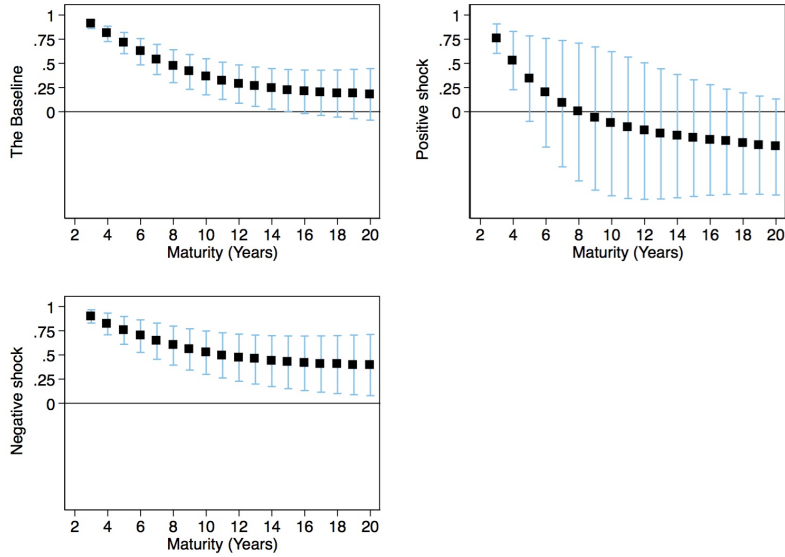 The Baseline
1
.75
.5
.25
0
2 4 6 8 10 12 14 16 18 20
Maturity (Years)
Positive shock
1
.75
.5
.25
0
2 4 6 8 10 12 14 16 18 20
Maturity (Years)
Negative shock
1
.75
.5
.25
0
2 4 6 8 10 12 14 16 18 20
Maturity (Years)